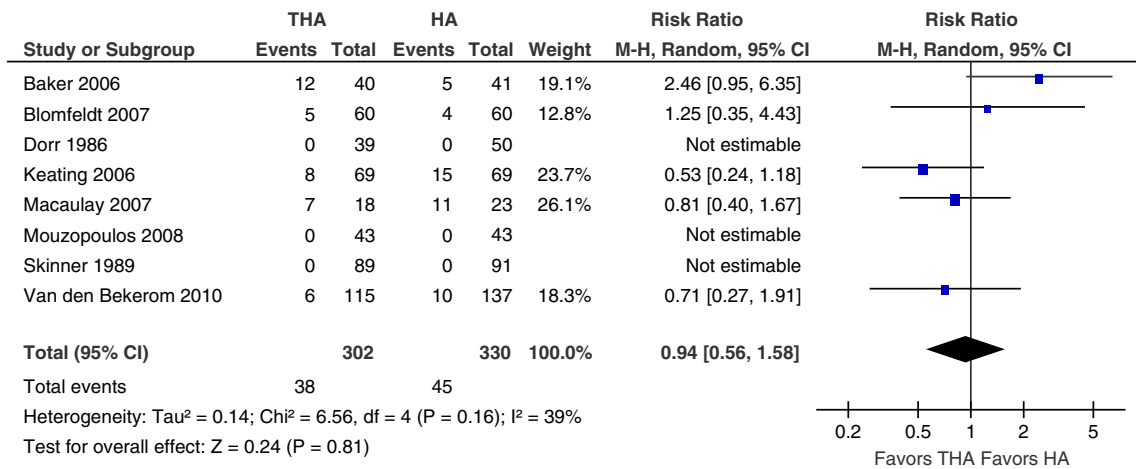 THA HA Risk Ratio Risk Ratio
Study or Subgroup Events Total Events Total Weight M-H, Random, 95% CI M-H, Random, 95% CI
Baker 2006 12 40 5 41 19.1% 2.46 [0.95, 6.35]
Blomfeldt 2007 5 60 4 60 12.8% 1.25 [0.35, 4.43]
Dorr 1986 0 39 0 50 Not estimable
Keating 2006 8 69 15 69 23.7% 0.53 [0.24, 1.18]
Macaulay 2007 7 18 11 23 26.1% 0.81 [0.40, 1.67]
Mouzopoulos 2008 0 43 0 43 Not estimable
Skinner 1989 0 89 0 91 Not estimable
Van den Bekerom 2010 6 115 10 137 18.3% 0.71 [0.27, 1.91]
Total (95% CI) 302 330 100.0% 0.94 [0.56, 1.58]
Total events 38 45
Heterogeneity: Tau² = 0.14; Chi² = 6.56, df = 4 (P = 0.16); I² = 39%
Test for overall effect: Z = 0.24 (P = 0.81)
0.2 0.5 1 2 5
Favors THA Favors HA